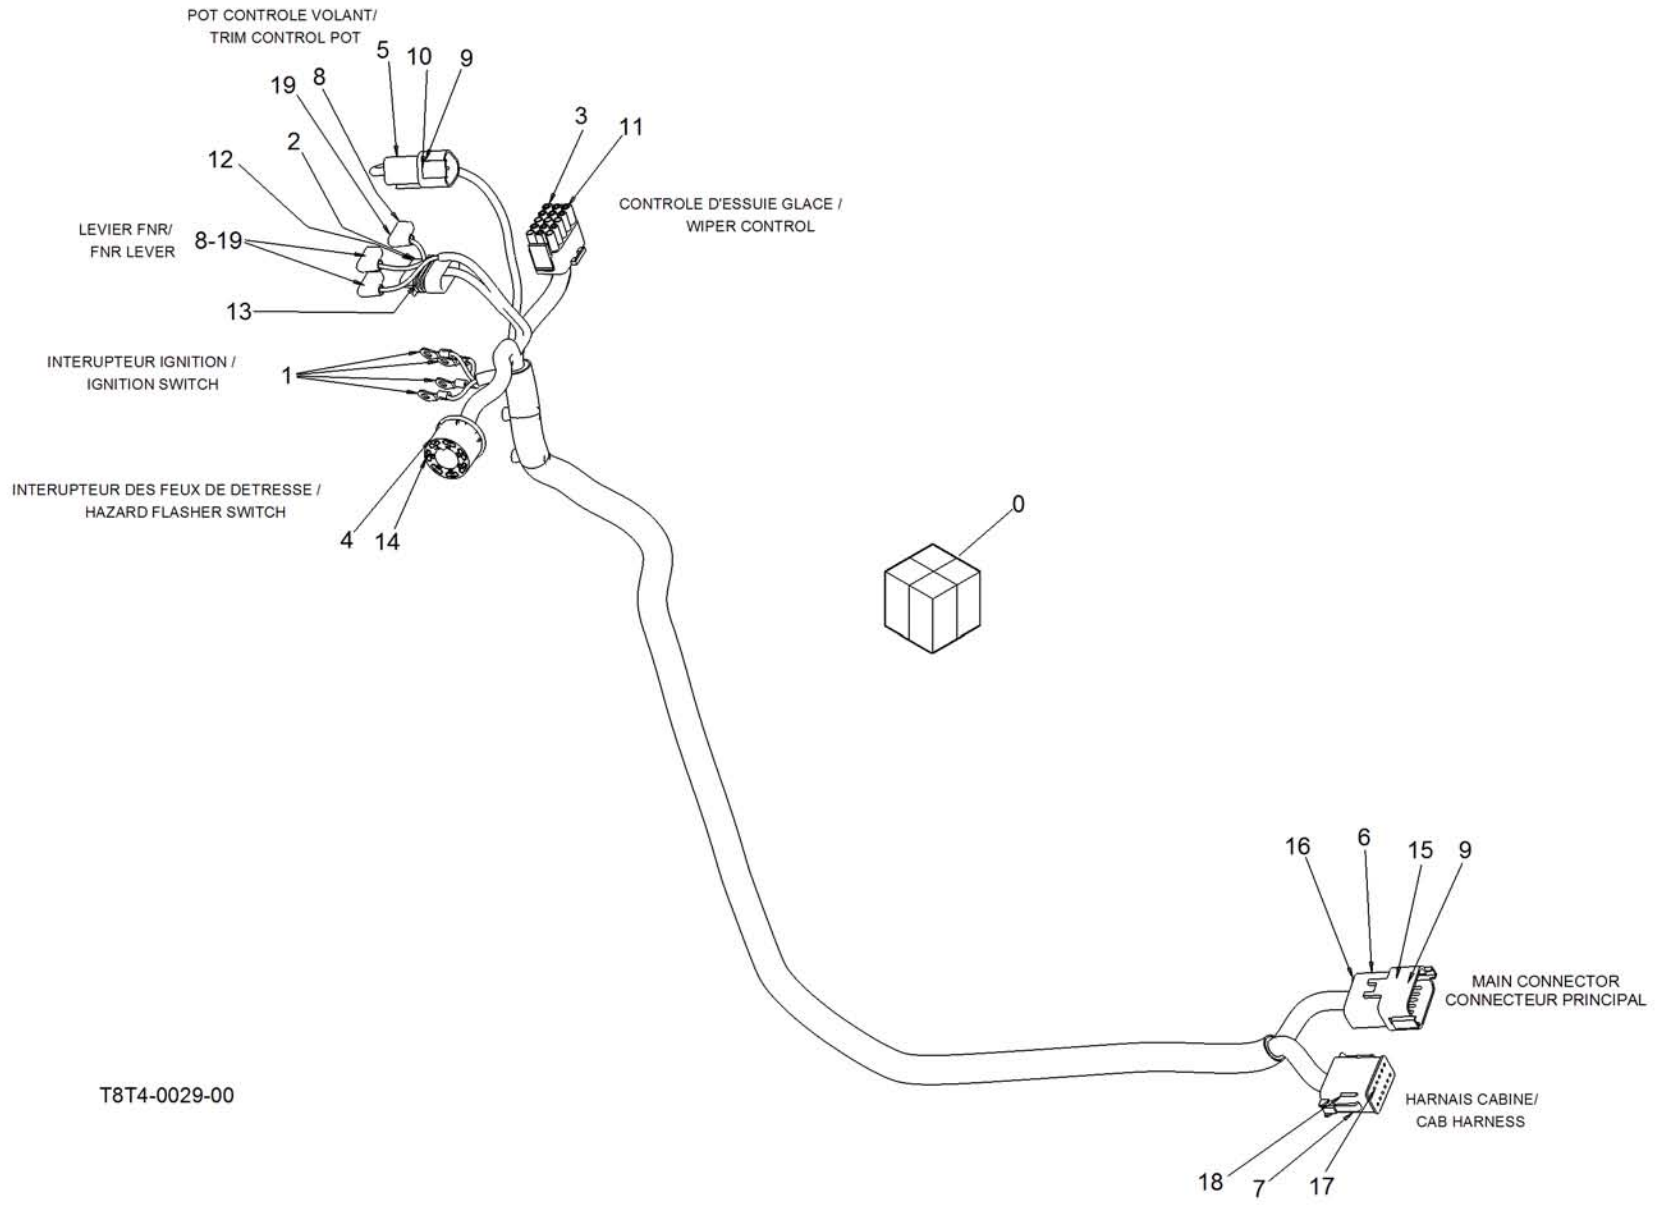 POT CONTROLE VOLANT/
TRIM CONTROL POT
5
10
9
19
8
3
11
2
12
CONTROLE D'ESSUIE GLACE /
WIPER CONTROL
LEVIER FNR/
FNR LEVER
8-19
13
INTERUPTEUR IGNITION /
IGNITION SWITCH
1
INTERUPTEUR DES FEUX DE DETRESSE /
HAZARD FLASHER SWITCH
4
14
0
16
6
15
9
MAIN CONNECTOR
CONNECTEUR PRINCIPAL
T8T4-0029-00
HARNAIS CABINE/
CAB HARNESS
18
7
17